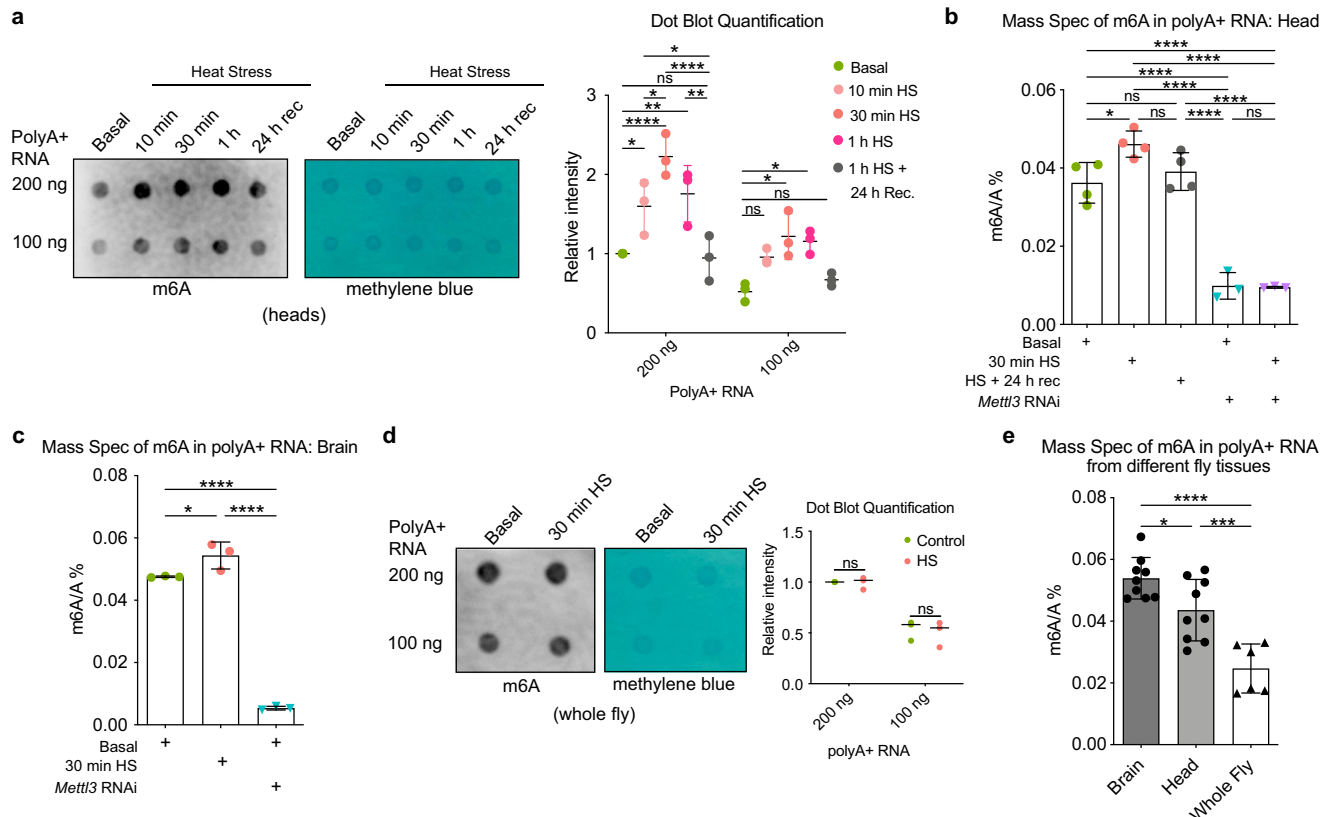 a
Heat Stress
Heat Stress
Basal
10 min
30 min
1 h
24 h rec
Basal
10 min
30 min
1 h
24 h rec
PolyA+
RNA
200 ng
100 ng
m6A
methylene blue
(heads)
Dot Blot Quantification
*
****
ns
*
**
**
****
*
*
*
ns
ns
3
2
1
0
Relative intensity
200 ng
100 ng
PolyA+ RNA
Basal
10 min HS
30 min HS
1 h HS
1 h HS +
24 h Rec.
b
Mass Spec of m6A in polyA+ RNA: Head
****
****
****
****
ns
****
*
ns
****
ns
0.08
0.06
0.04
0.02
0.00
m6A/A %
Basal + +
30 min HS + +
HS + 24 h rec +
Mettl3 RNAi + +
c
Mass Spec of m6A in polyA+ RNA: Brain
****
*
****
0.08
0.06
0.04
0.02
0.00
m6A/A %
Basal + +
30 min HS +
Mettl3 RNAi +
d
Basal
30 min HS
Basal
30 min HS
PolyA+
RNA
200 ng
100 ng
m6A
methylene blue
(whole fly)
Dot Blot Quantification
1.5
1.0
0.5
0.0
Relative intensity
ns
ns
Control
HS
200 ng
100 ng
polyA+ RNA
e
Mass Spec of m6A in polyA+ RNA
from different fly tissues
****
*
***
0.08
0.06
0.04
0.02
0.00
m6A/A %
Brain
Head
Whole Fly